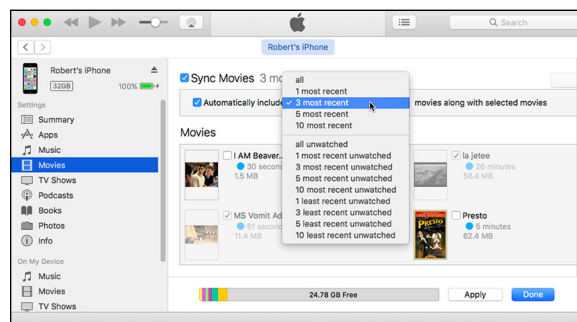 Search
Robert's iPhone
Robert's iPhone
32GB 100%
Settings
Summary
Apps
Music
Movies
TV Shows
Podcasts
Books
Photos
Info
On My Device
Music
Movies
TV Shows
Sync Movies 3
Automatically include
movies along with selected movies
all
1 most recent
3 most recent
5 most recent
10 most recent
all unwatched
1 most recent unwatched
3 most recent unwatched
5 most recent unwatched
10 most recent unwatched
1 least recent unwatched
3 least recent unwatched
5 least recent unwatched
10 least recent unwatched
Movies
I AM Beaver..
30
1.5 MB
la jetee
26 minutes
56.4 MB
MS Vomit Ad
51
11.4 MB
PRESTO
Presto
5 minutes
62.4 MB
24.78 GB Free
Apply
Done